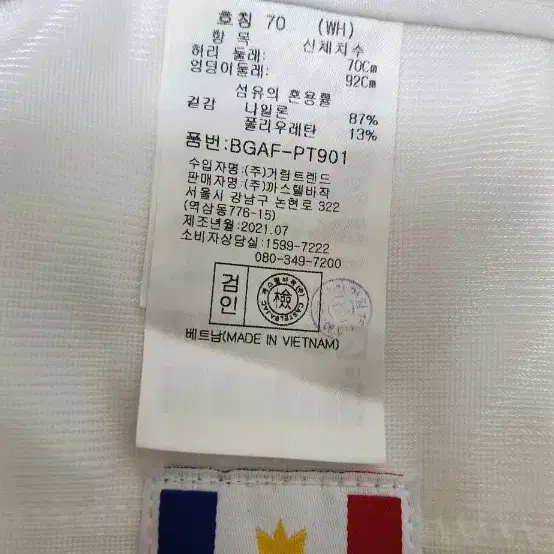 호칭 70 (WH)
항 목 신체치수
허리 둘레: 70Cm
엉덩이둘레: 92Cm
섬유의 혼용률
겉감 나일론 87%
폴리우레탄 13%
품번:BGAF-PT901
수입자명:(주)거림트렌드
판매자명:(주)까스텔바작
서울시 강남구 논현로 322
(역삼동776-15)
제조년월:2021.07
소비자상담실:1599-7222
080-349-7200
검인
檢
CASTELBAJAC
베트남(MADE IN VIETNAM)